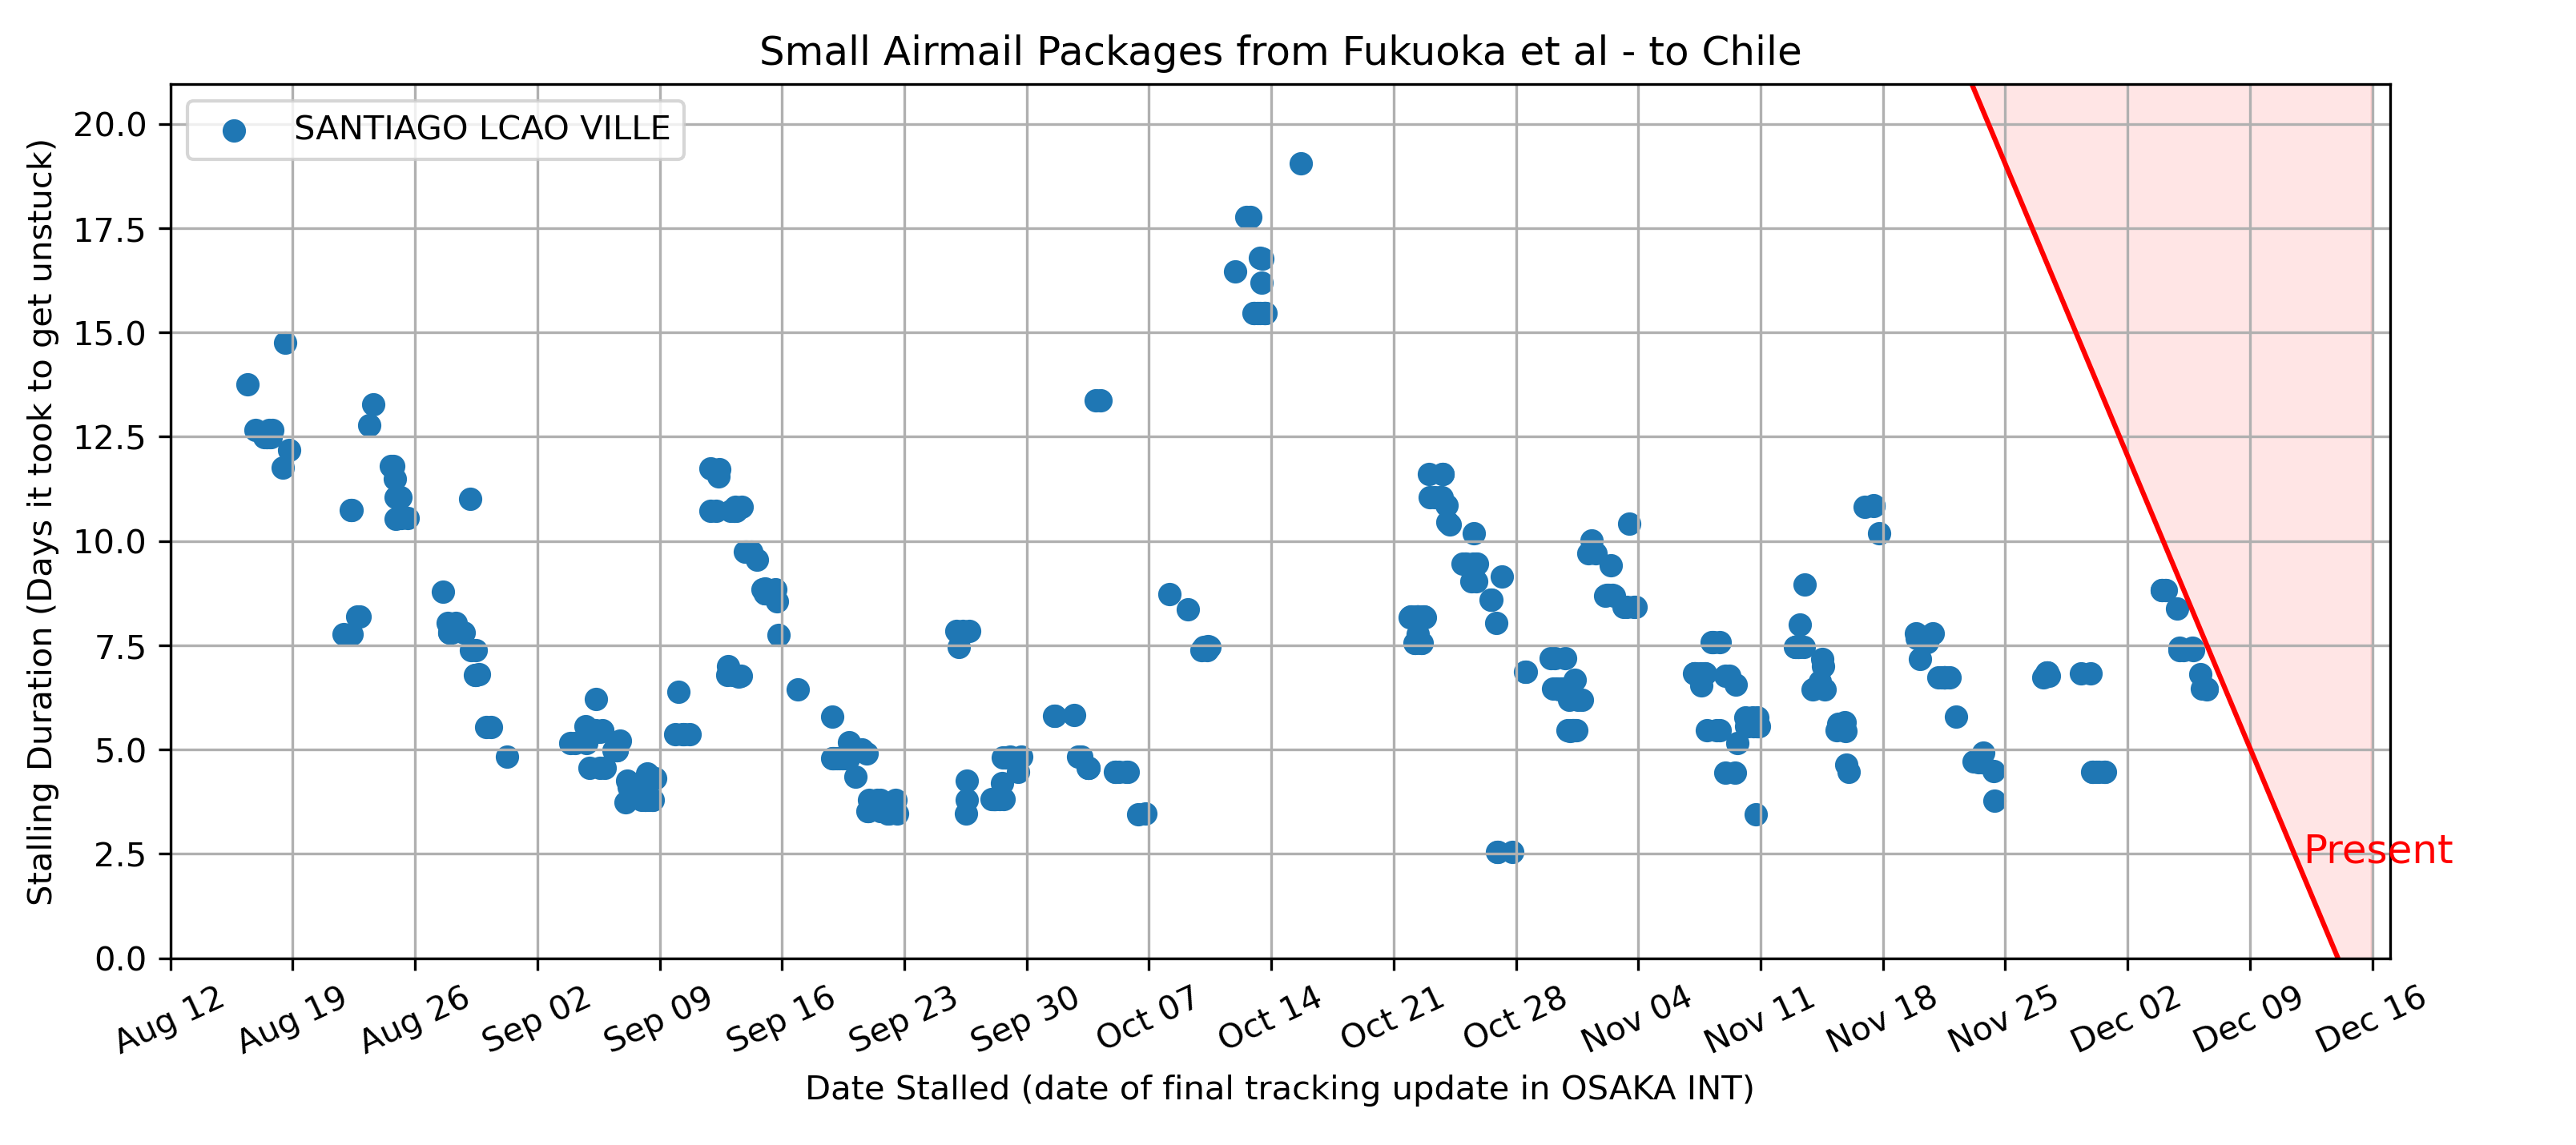 Small Airmail Packages from Fukuoka et al - to Chile
SANTIAGO LCAO VILLE
Stalling Duration (Days it took to get unstuck)
20.0
17.5
15.0
12.5
10.0
7.5
5.0
2.5
0.0
Present
Aug 12
Aug 19
Aug 26
Sep 02
Sep 09
Sep 16
Sep 23
Sep 30
Oct 07
Oct 14
Oct 21
Oct 28
Nov 04
Nov 11
Nov 18
Nov 25
Dec 02
Dec 09
Dec 16
Date Stalled (date of final tracking update in OSAKA INT)